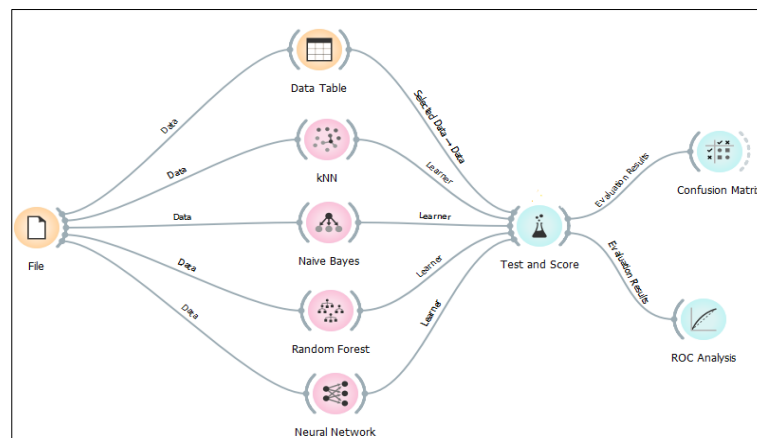 Data Table
Data
Selected Data → Data
Data
kNN
Learner
Evaluation Results
Confusion Matrix
Data
Naive Bayes
Learner
File
Test and Score
Data
Learner
Evaluation Results
Random Forest
ROC Analysis
Data
Learner
Neural Network